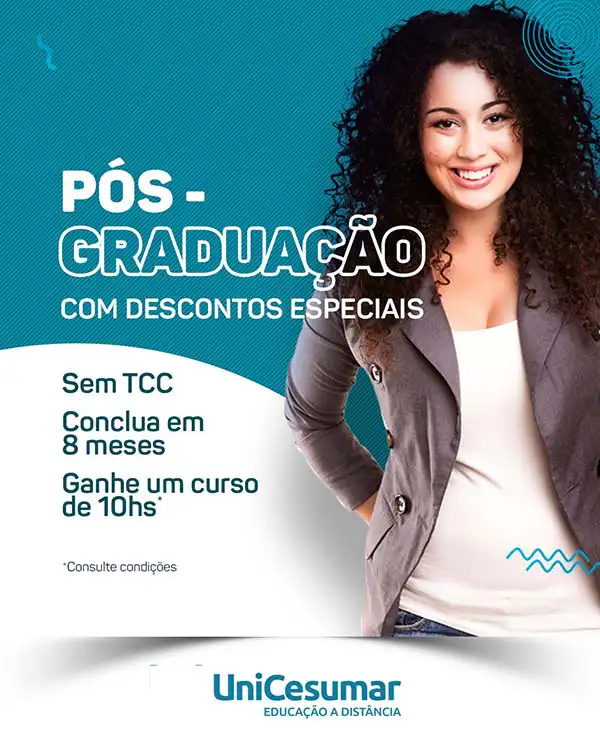 PÓS -
GRADUAÇÃO
COM DESCONTOS ESPECIAIS
Sem TCC
Conclua em
8 meses
Ganhe um curso
de 10hs*
*Consulte condições
UniCesumar
EDUCAÇÃO A DISTÂNCIA